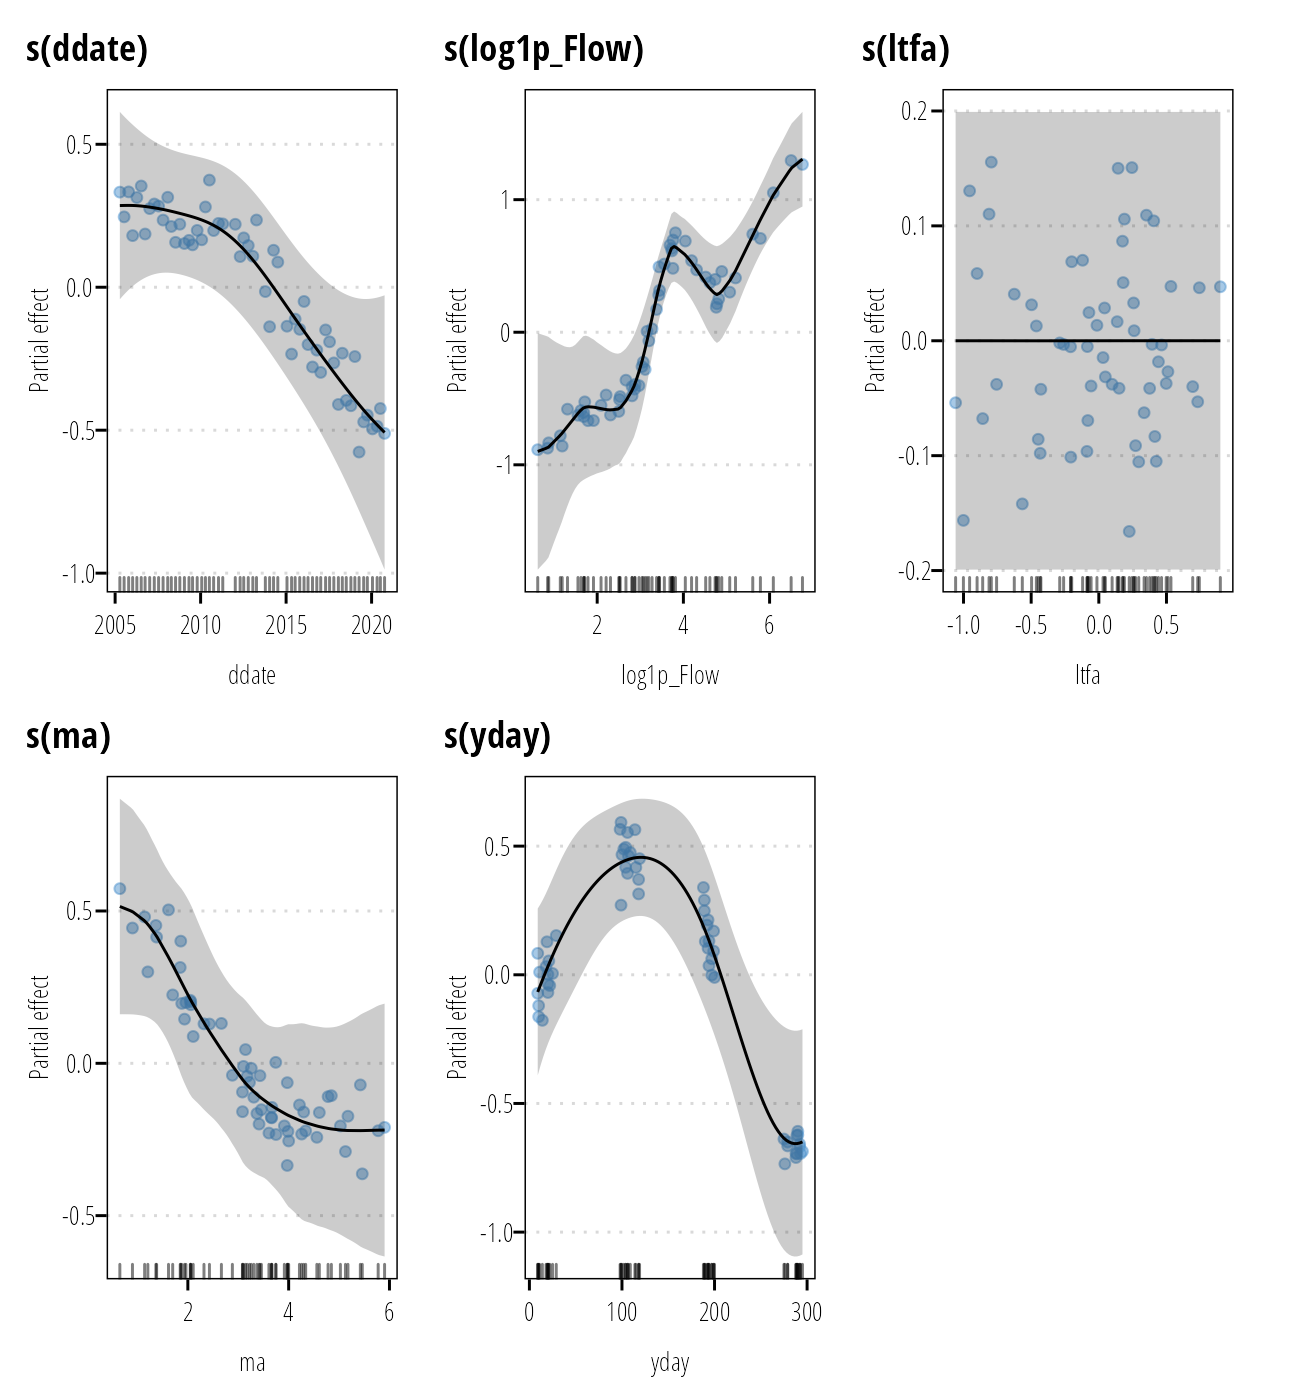 s(ddate)
s(log1p_Flow)
s(ltfa)
Partial effect
0.5
0.0
-0.5
-1.0
2005 2010 2015 2020
ddate
Partial effect
1
0
-1
2 4 6
log1p_Flow
Partial effect
0.2
0.1
0.0
-0.1
-0.2
-1.0 -0.5 0.0 0.5
ltfa
s(ma)
s(yday)
Partial effect
0.5
0.0
-0.5
2 4 6
ma
Partial effect
0.5
0.0
-0.5
-1.0
0 100 200 300
yday